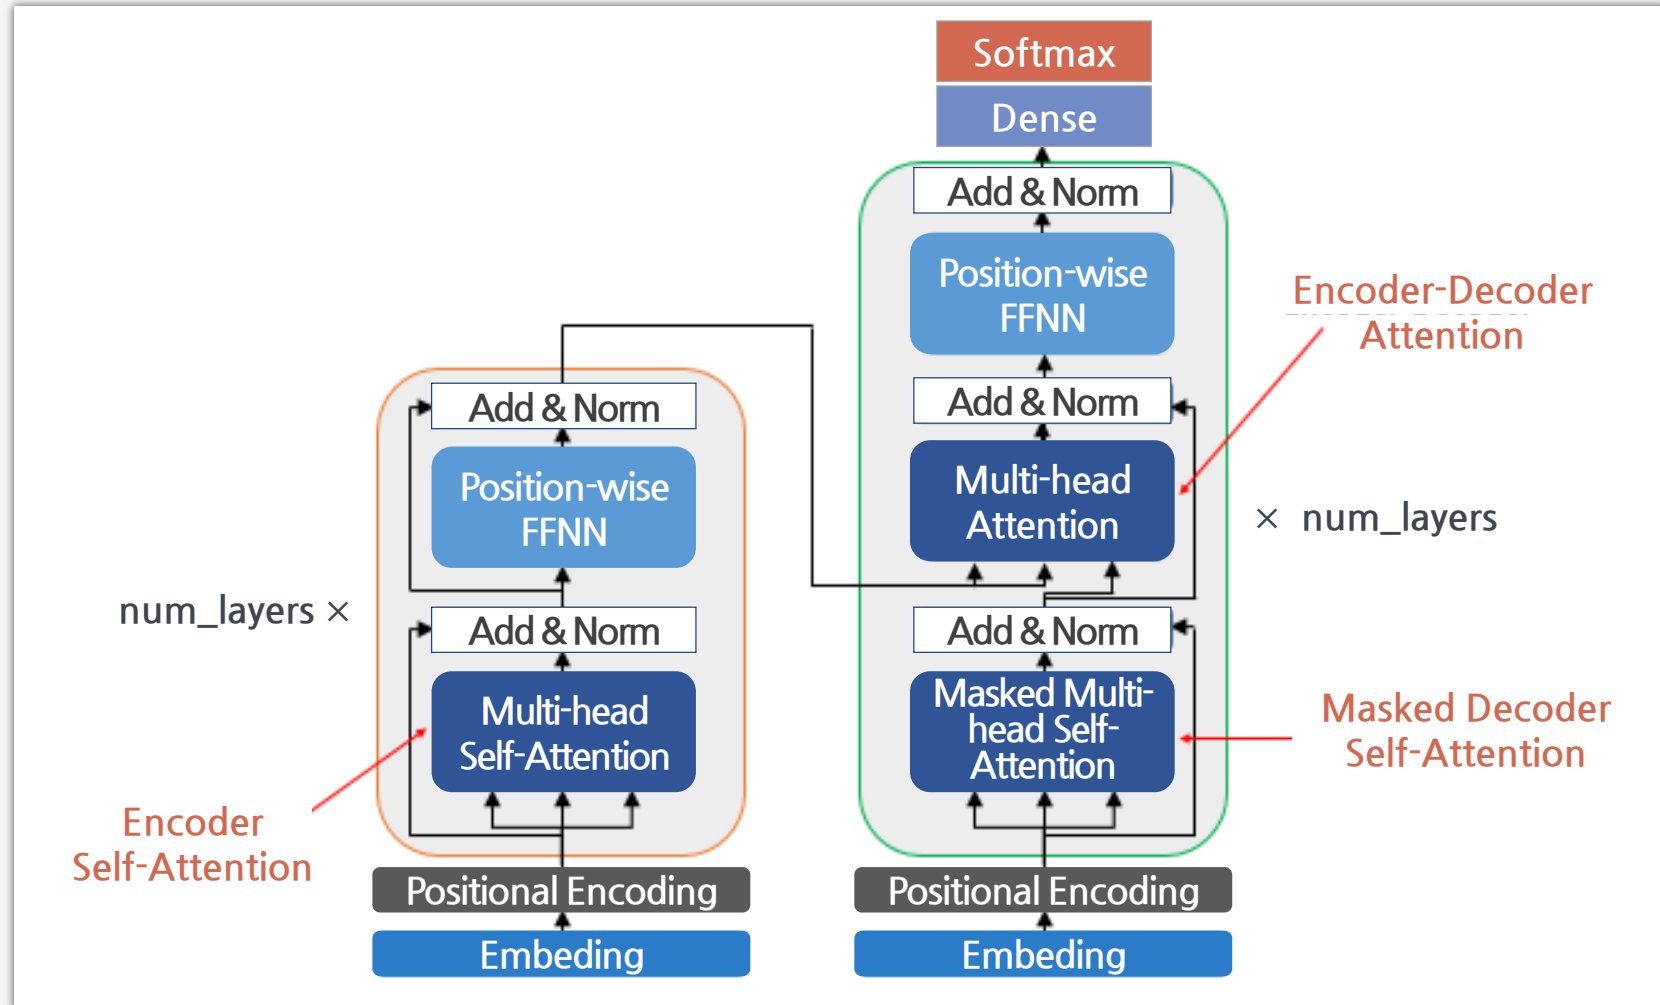 Softmax
Dense
Add & Norm
Position-wise
FFNN
Add & Norm
Multi-head
Attention
Add & Norm
Masked Multi-
head Self-
Attention
Positional Encoding
Embeding
Encoder-Decoder
Attention
× num_layers
Masked Decoder
Self-Attention
Add & Norm
Position-wise
FFNN
Add & Norm
Multi-head
Self-Attention
Positional Encoding
Embeding
num_layers ×
Encoder
Self-Attention